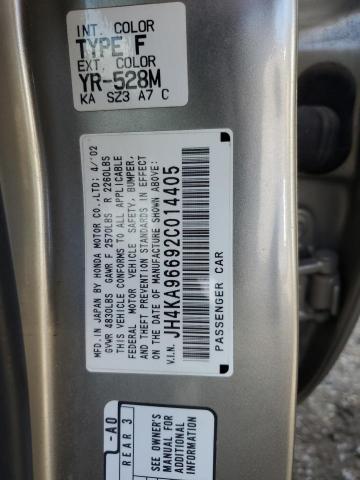 INT. COLOR
TYPE F
EXT. COLOR
YR-528M
KA SZ3 A7 C
MFD. IN JAPAN BY HONDA MOTOR CO.,LTD; 4/'02
GVWR 4830LBS GAWR F 2570LBS R 2260LBS
THIS VEHICLE CONFORMS TO ALL APPLICABLE
FEDERAL MOTOR VEHICLE SAFETY, BUMPER,
AND THEFT PREVENTION STANDARDS IN EFFECT
ON THE DATE OF MANUFACTURE SHOWN ABOVE.
V.I.N. JH4KA96692C014405
PASSENGER CAR
-A0
REAR 3
SEE OWNER'S
MANUAL FOR
ADDITIONAL
INFORMATION